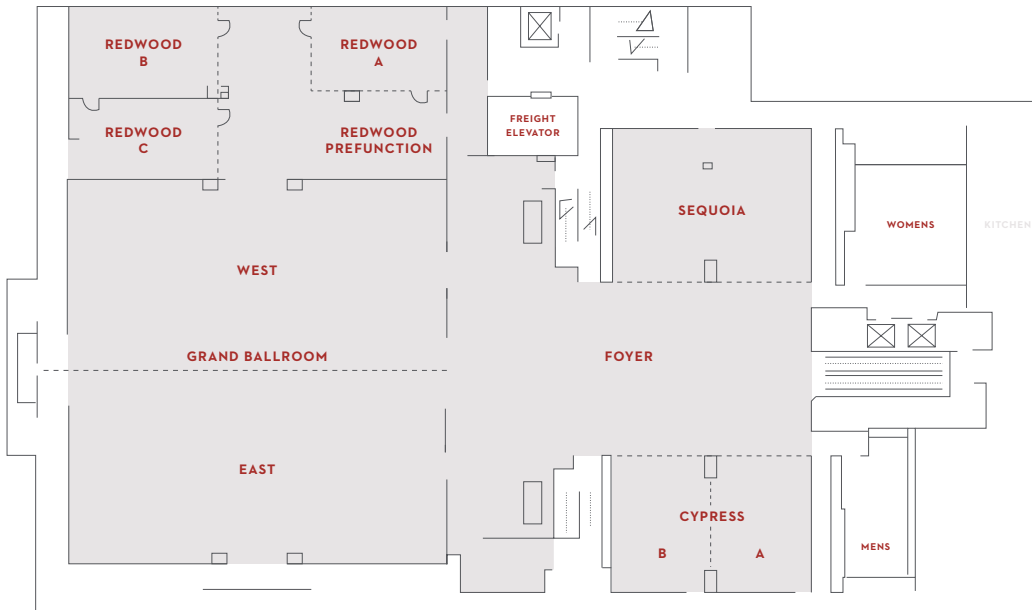 REDWOOD
B
REDWOOD
A
FREIGHT
ELEVATOR
REDWOOD
C
REDWOOD
PREFUNCTION
SEQUOIA
WOMENS
KITCHEN
WEST
GRAND BALLROOM
FOYER
EAST
CYPRESS
B
A
MENS